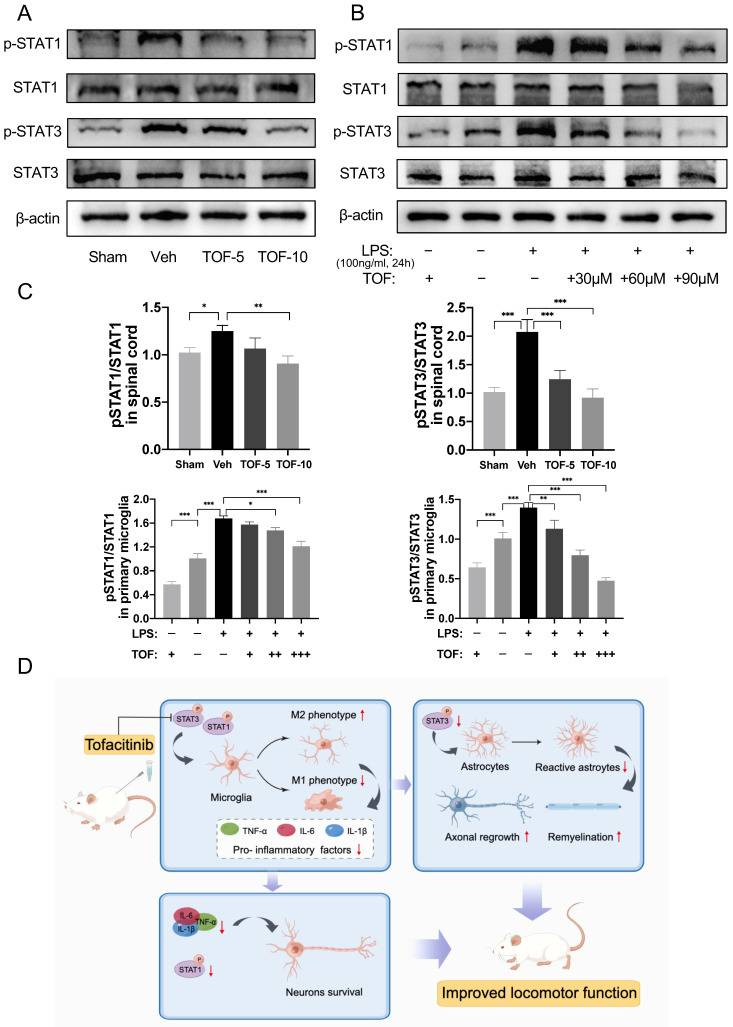 A
p-STAT1
STAT1
p-STAT3
STAT3
β-actin
Sham Veh TOF-5 TOF-10
B
p-STAT1
STAT1
p-STAT3
STAT3
β-actin
LPS: – – + + + +
(100ng/ml, 24h)
TOF: + – – +30μM +60μM +90μM
C
pSTAT1/STAT1
in spinal cord
1.5
1.0
0.5
0.0
* **
Sham Veh TOF-5 TOF-10
pSTAT3/STAT3
in spinal cord
2.5
2.0
1.5
1.0
0.5
0.0
*** *** ***
Sham Veh TOF-5 TOF-10
pSTAT1/STAT1
in primary microglia
2.0
1.6
1.2
0.8
0.4
0.0
*** *** *** *
LPS: – – + + + +
TOF: + – – + ++ +++
pSTAT3/STAT3
in primary microglia
1.5
1.0
0.5
0.0
*** *** ** *** ***
LPS: – – + + + +
TOF: + – – + ++ +++
D
Tofacitinib
P
STAT3
P
STAT1
Microglia
M2 phenotype
M1 phenotype
TNF-α IL-6 IL-1β
Pro- inflammatory factors
P
STAT3
Astrocytes
Reactive astroytes
Axonal regrowth
Remyelination
IL-6
TNF-α
IL-1β
P
STAT1
Neurons survival
Improved locomotor function